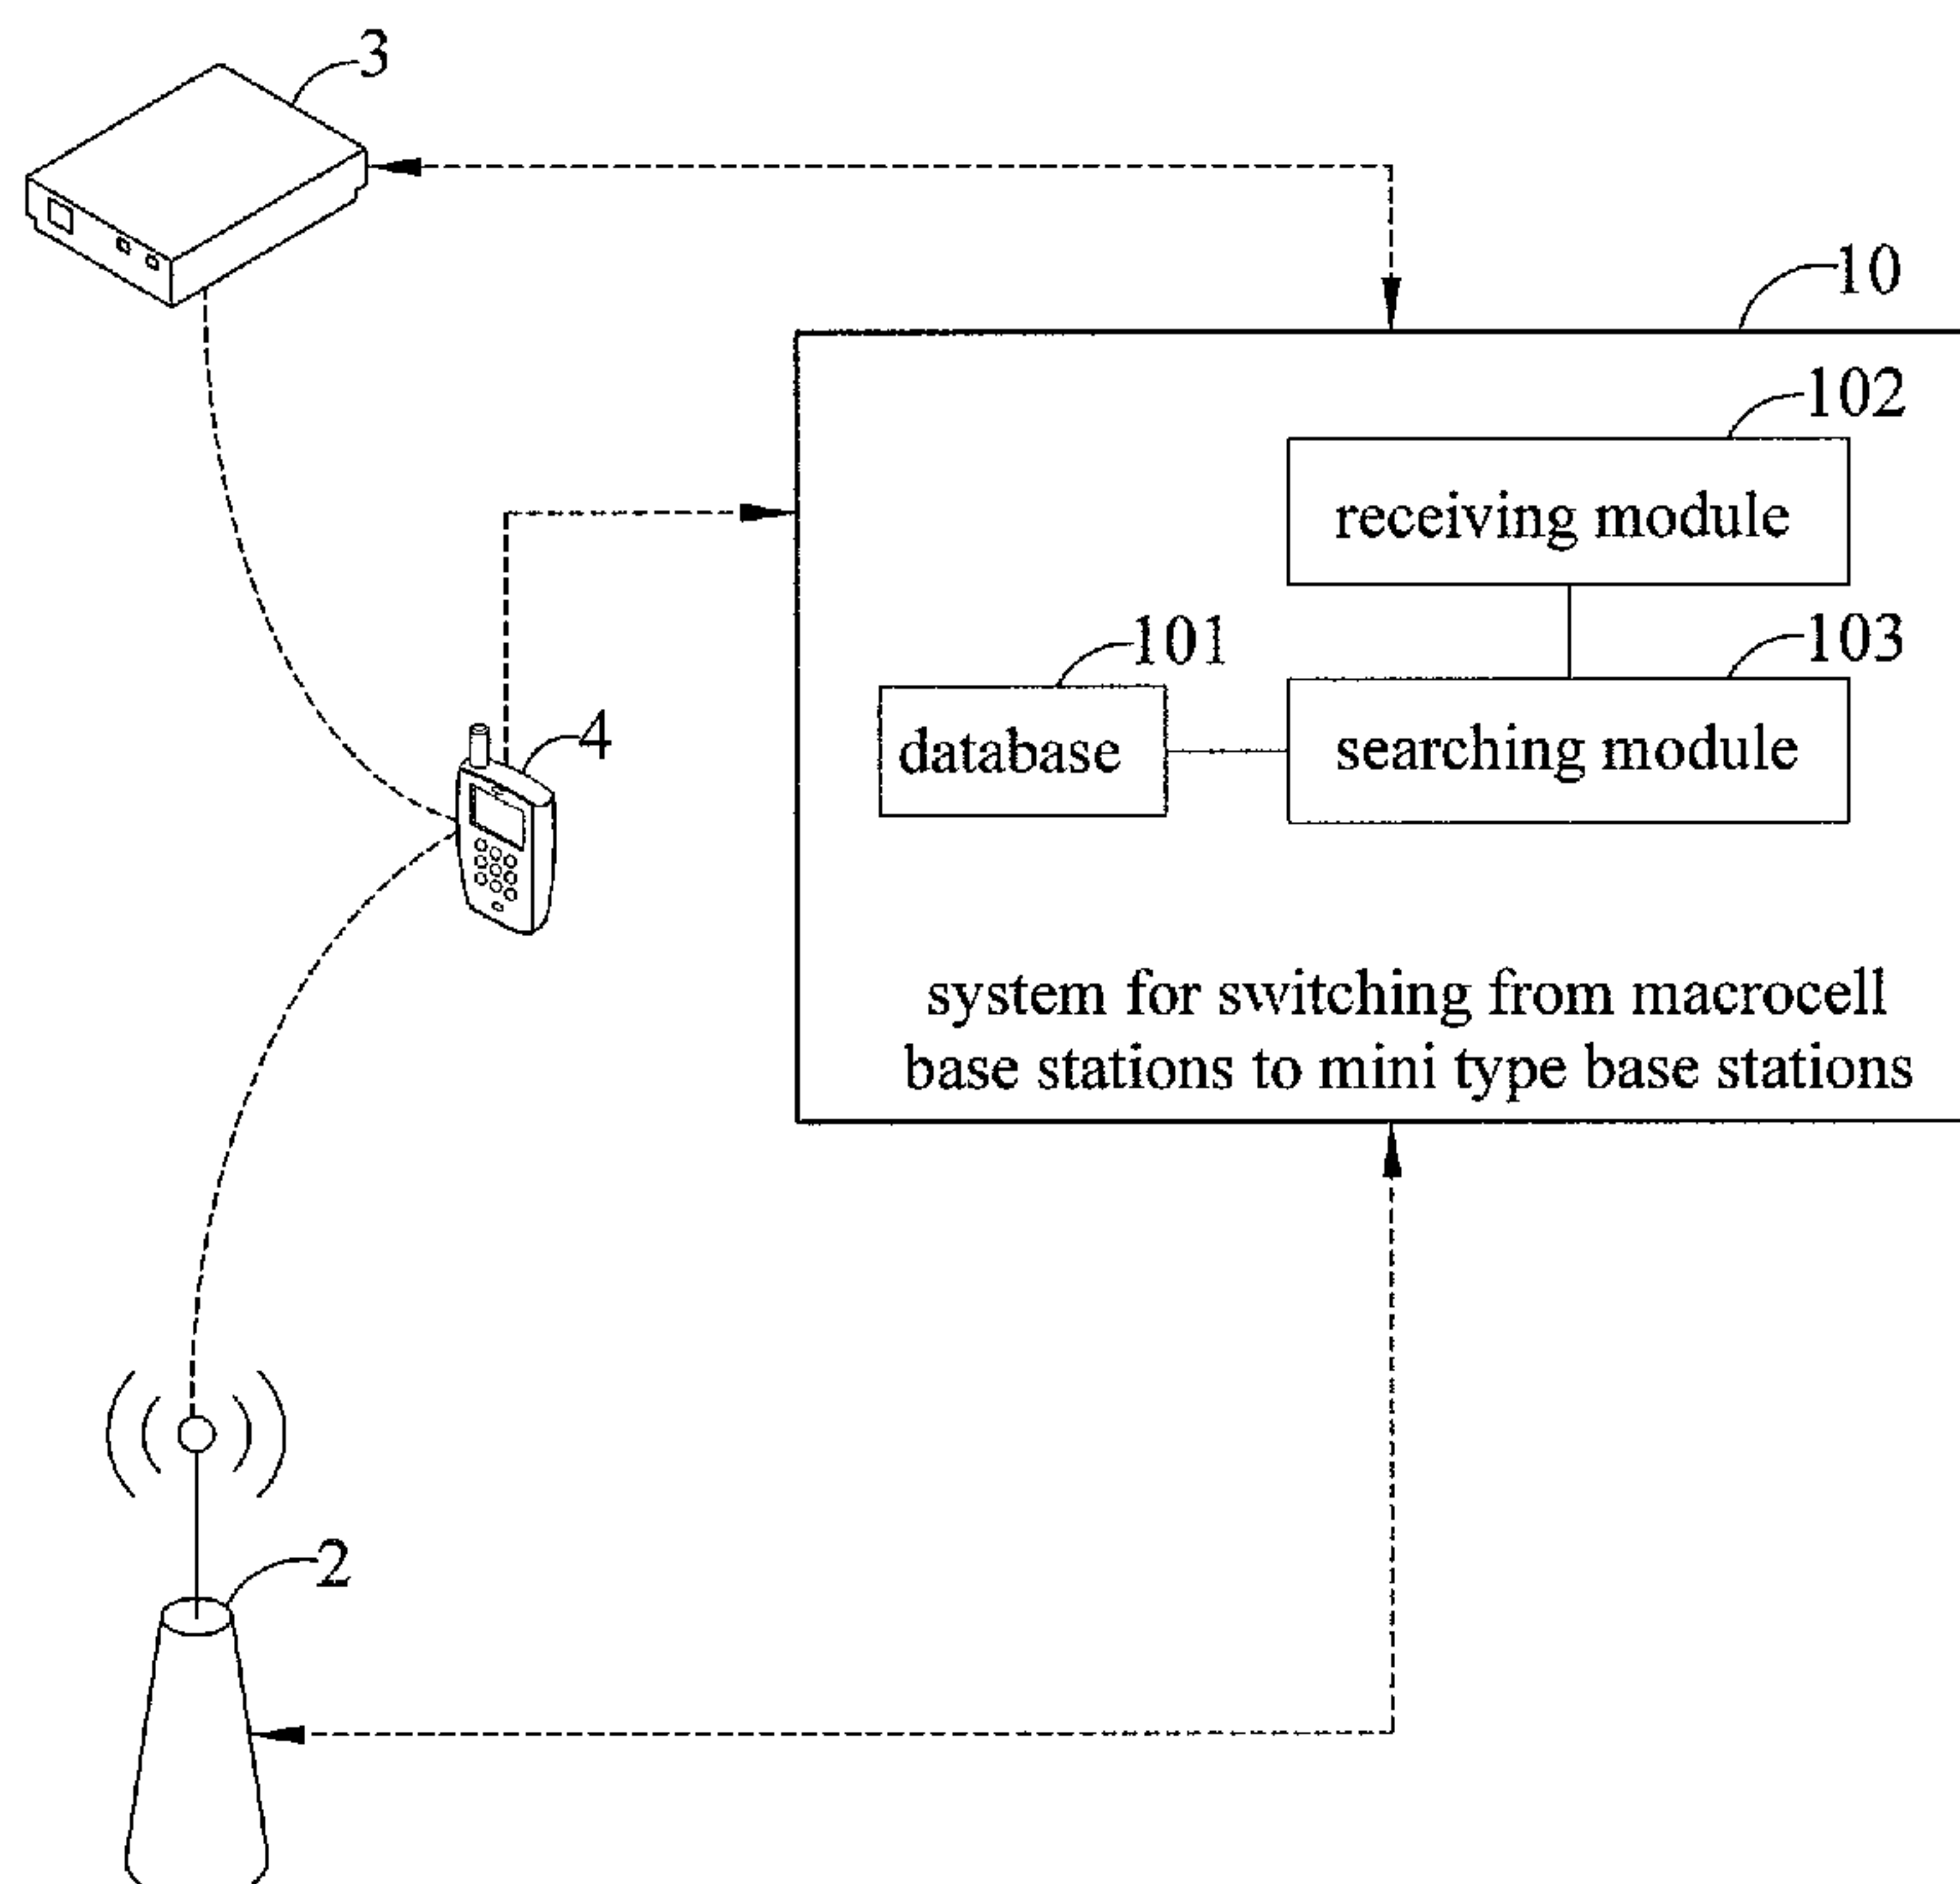 3
10
102
receiving module
101
103
database
searching module
4
system for switching from macrocell
base stations to mini type base stations
2